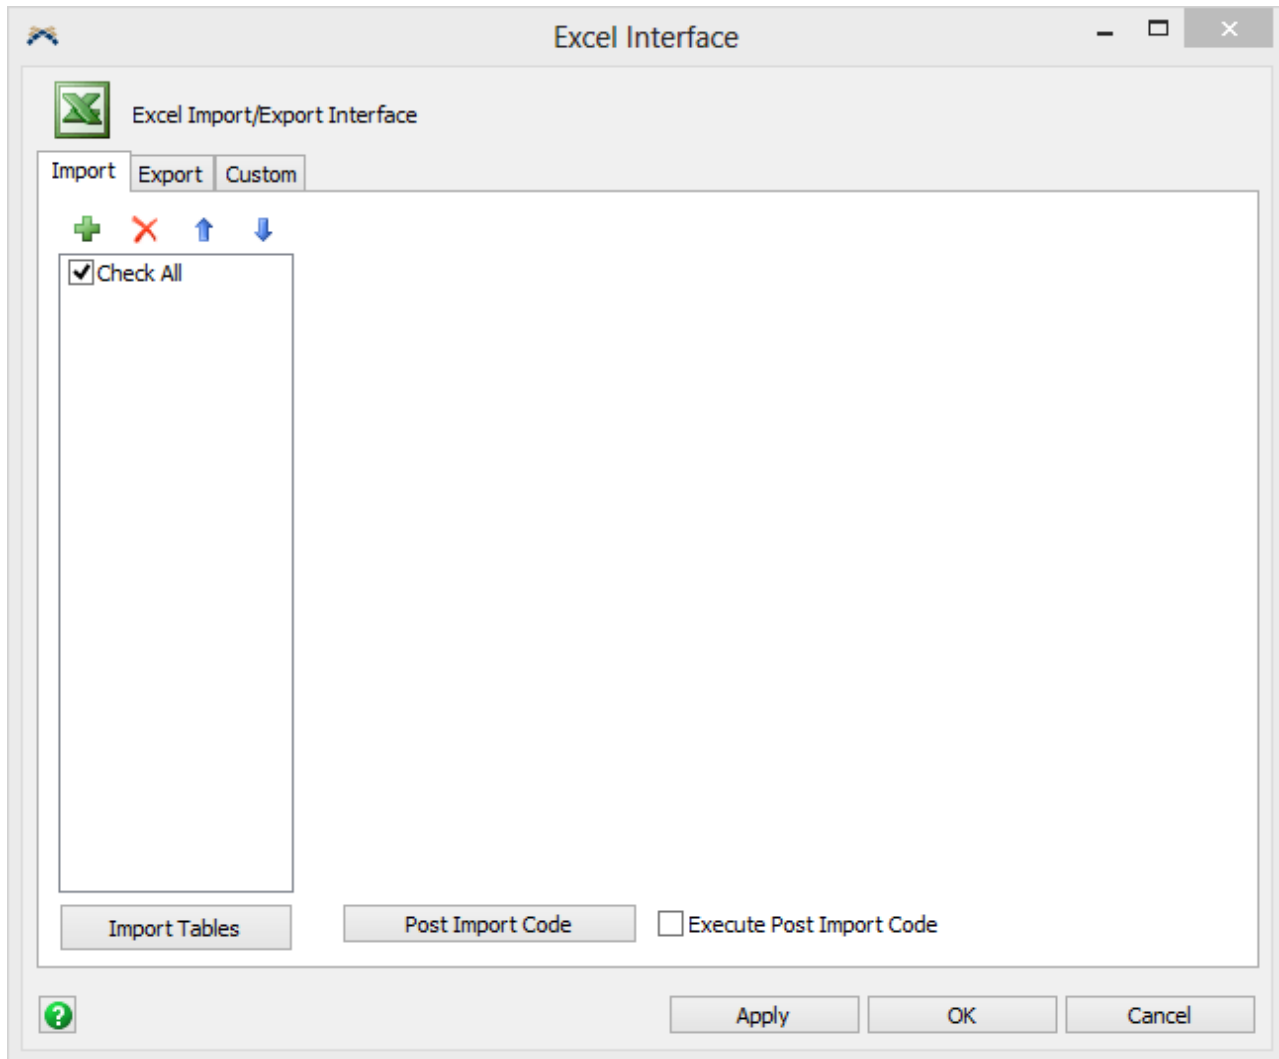 Excel Interface
Excel Import/Export Interface
Import Export Custom
Check All
Import Tables Post Import Code Execute Post Import Code
Apply OK Cancel